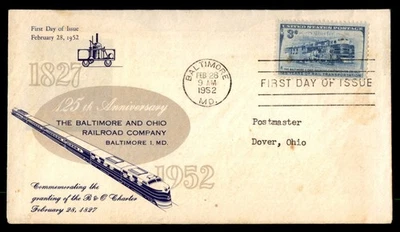 First Day of Issue
February 28, 1952
1827
125th Anniversary
THE BALTIMORE AND OHIO
RAILROAD COMPANY
BALTIMORE 1, MD.
1952
Commemorating the
granting of the B & O Charter
February 28, 1827
BALTIMORE
FEB 28
9 AM
1952
MD.
UNITED STATES POSTAGE
3¢
FIRST DAY OF ISSUE
Postmaster
Dover, Ohio